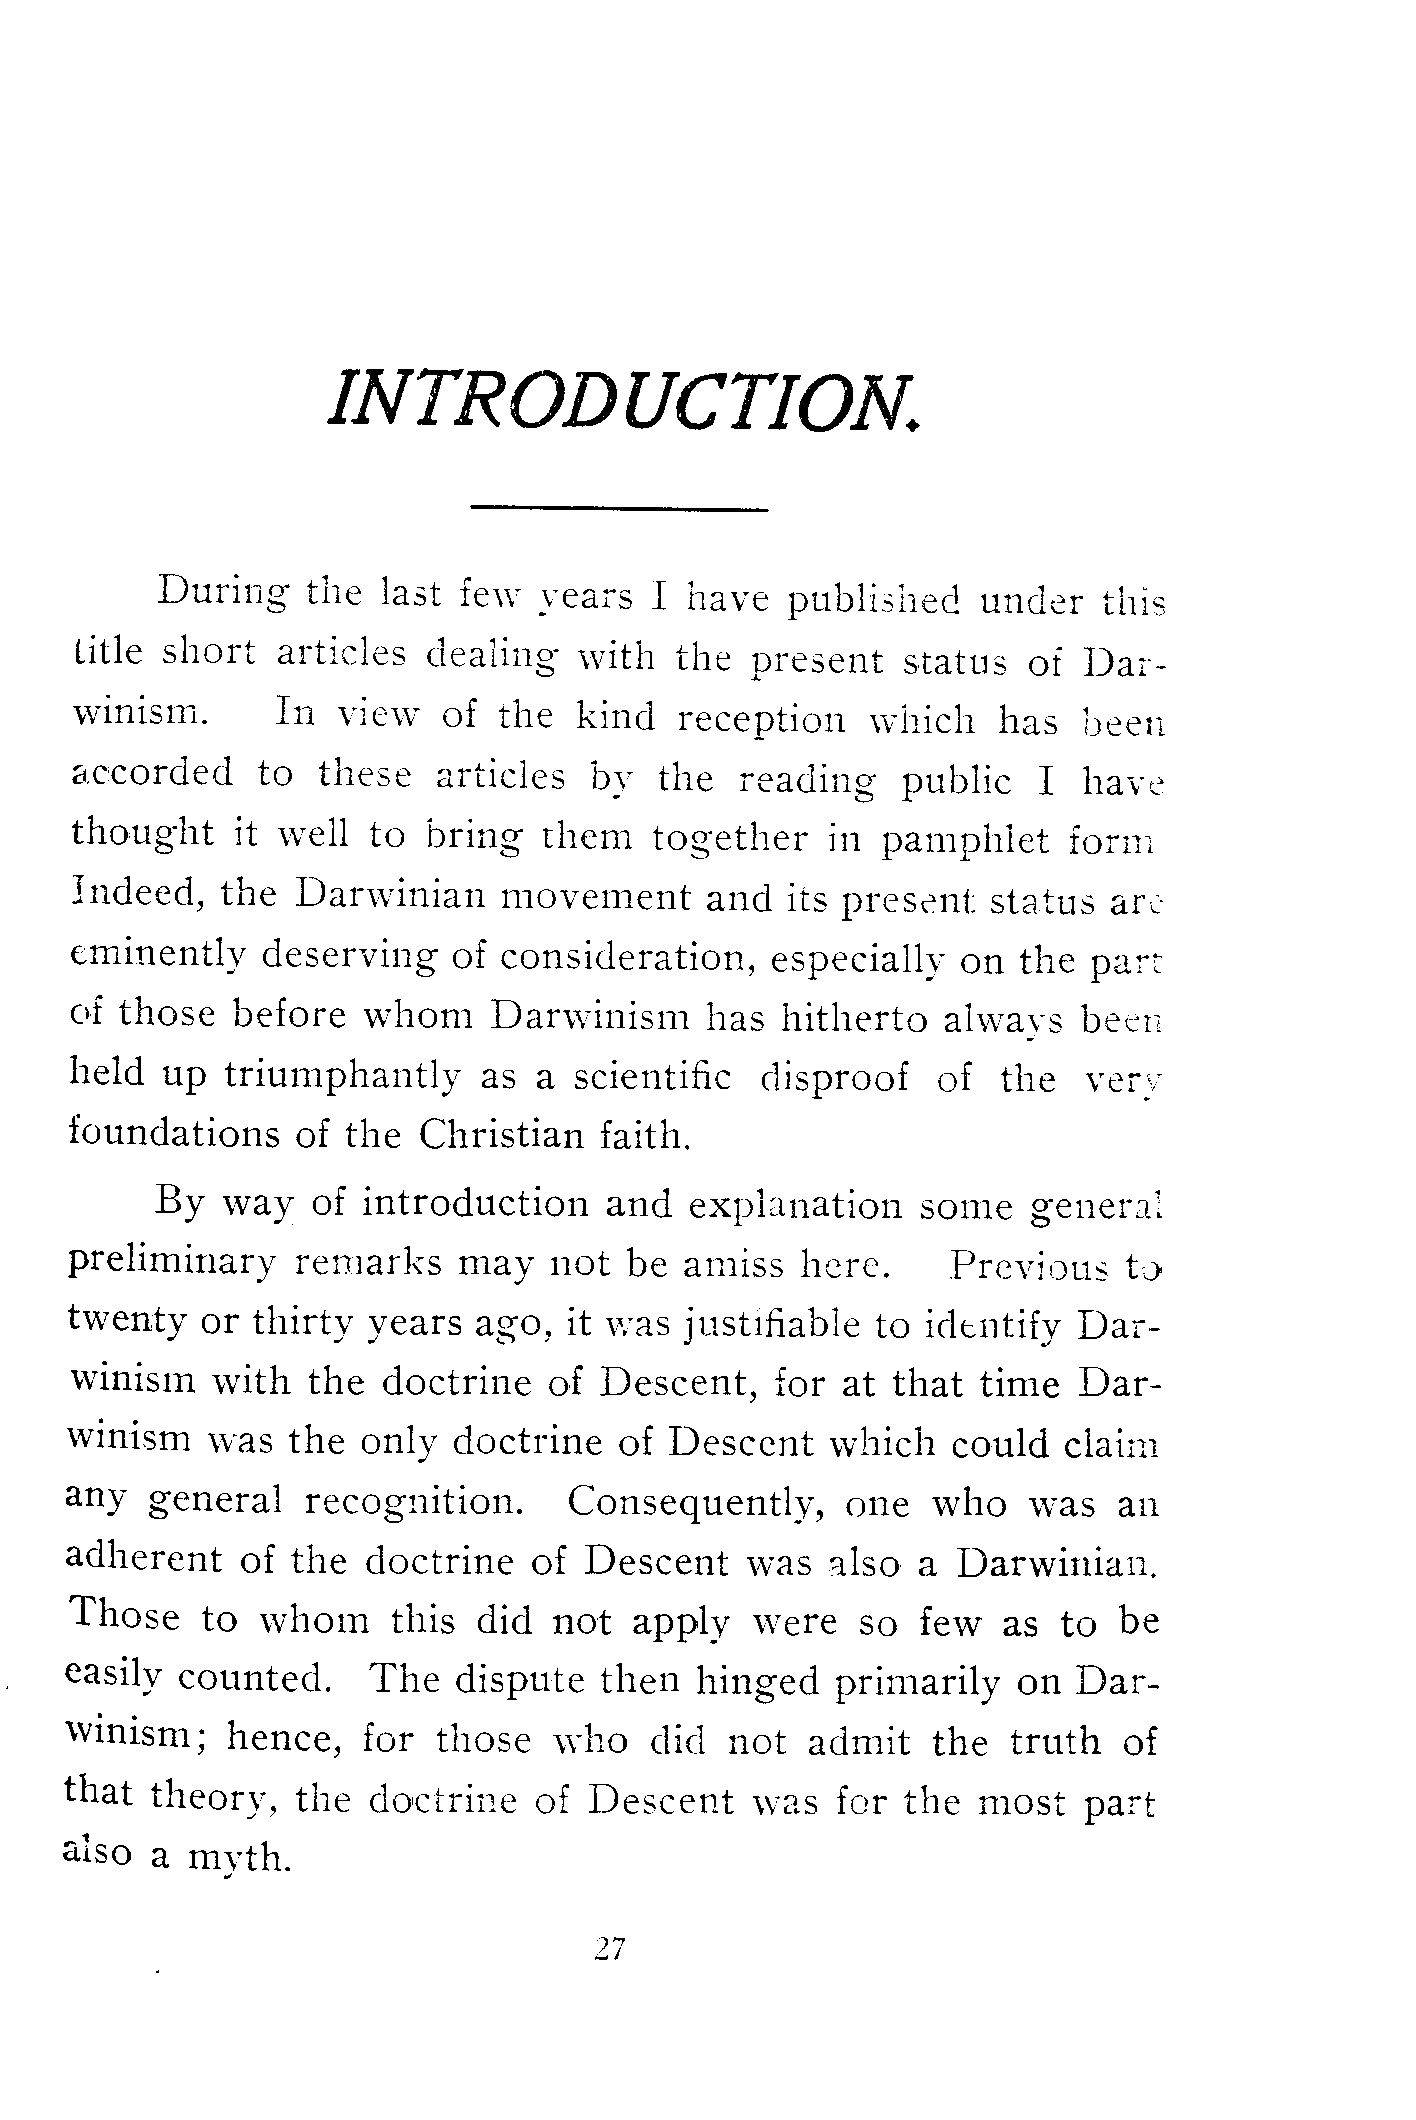 INTRODUCTION.
During the last few years I have published under this
title short articles dealing with the present status of Dar-
winism. In view of the kind reception which has been
accorded to these articles by the reading public I have
thought it well to bring them together in pamphlet form
Indeed, the Darwinian movement and its present status are
eminently deserving of consideration, especially on the part
of those before whom Darwinism has hitherto always been
held up triumphantly as a scientific disproof of the very
foundations of the Christian faith.
By way of introduction and explanation some general
preliminary remarks may not be amiss here. Previous to
twenty or thirty years ago, it was justifiable to identify Dar-
winism with the doctrine of Descent, for at that time Dar-
winism was the only doctrine of Descent which could claim
any general recognition. Consequently, one who was an
adherent of the doctrine of Descent was also a Darwinian.
Those to whom this did not apply were so few as to be
easily counted. The dispute then hinged primarily on Dar-
winism; hence, for those who did not admit the truth of
that theory, the doctrine of Descent was for the most part
also a myth.
27